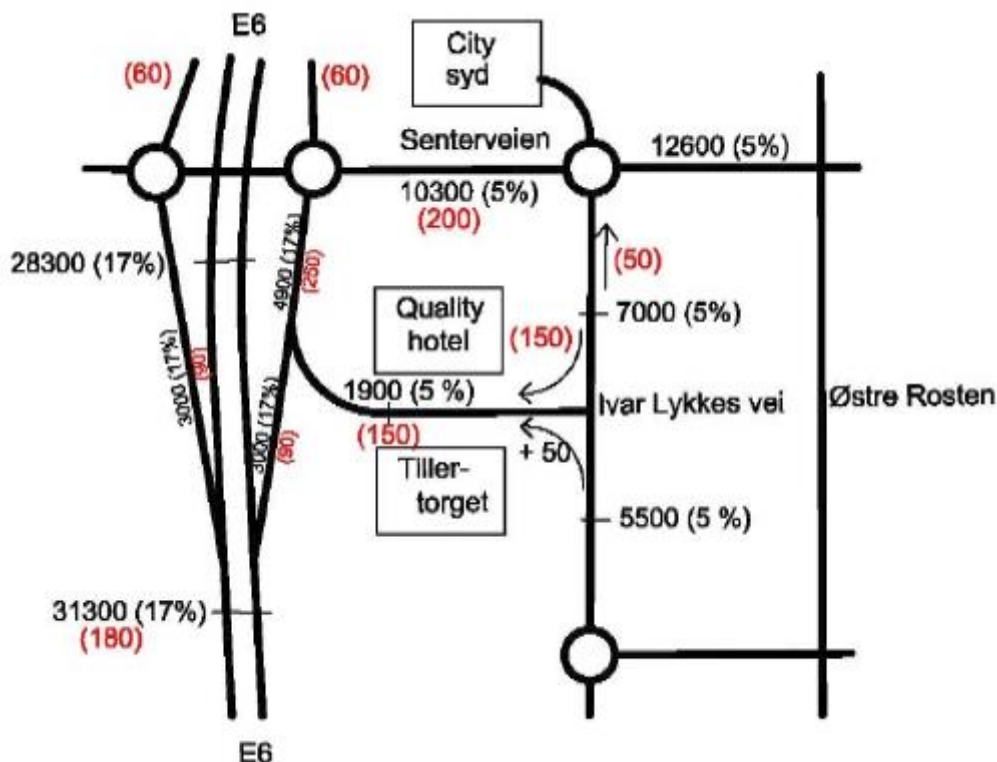 E6
City
syd
(60)
(60)
Senterveien
12600 (5%)
10300 (5%)
(200)
28300 (17%)
4900 (17%)
(250)
(50)
Quality
hotel
(150)
7000 (5%)
3000 (17%)
(90)
1900 (5 %)
Ivar Lykkes vei
Østre Rosten
3000 (17%)
(90)
(150)
+ 50
Tiller-
torget
5500 (5 %)
31300 (17%)
(180)
E6